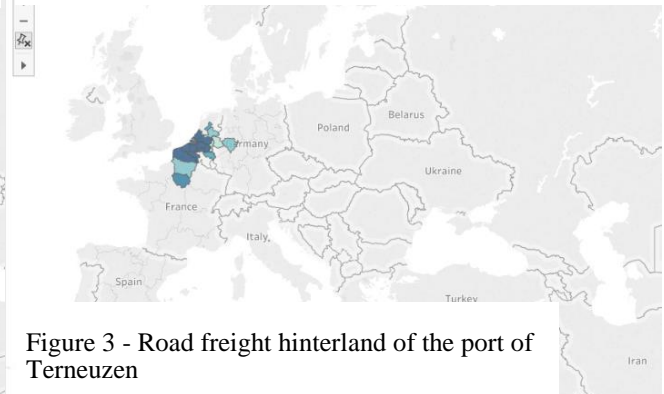 Poland
Belarus
rmany
Ukraine
France
Italy
Spain
Turkey
Iran
Figure 3 - Road freight hinterland of the port of
Terneuzen